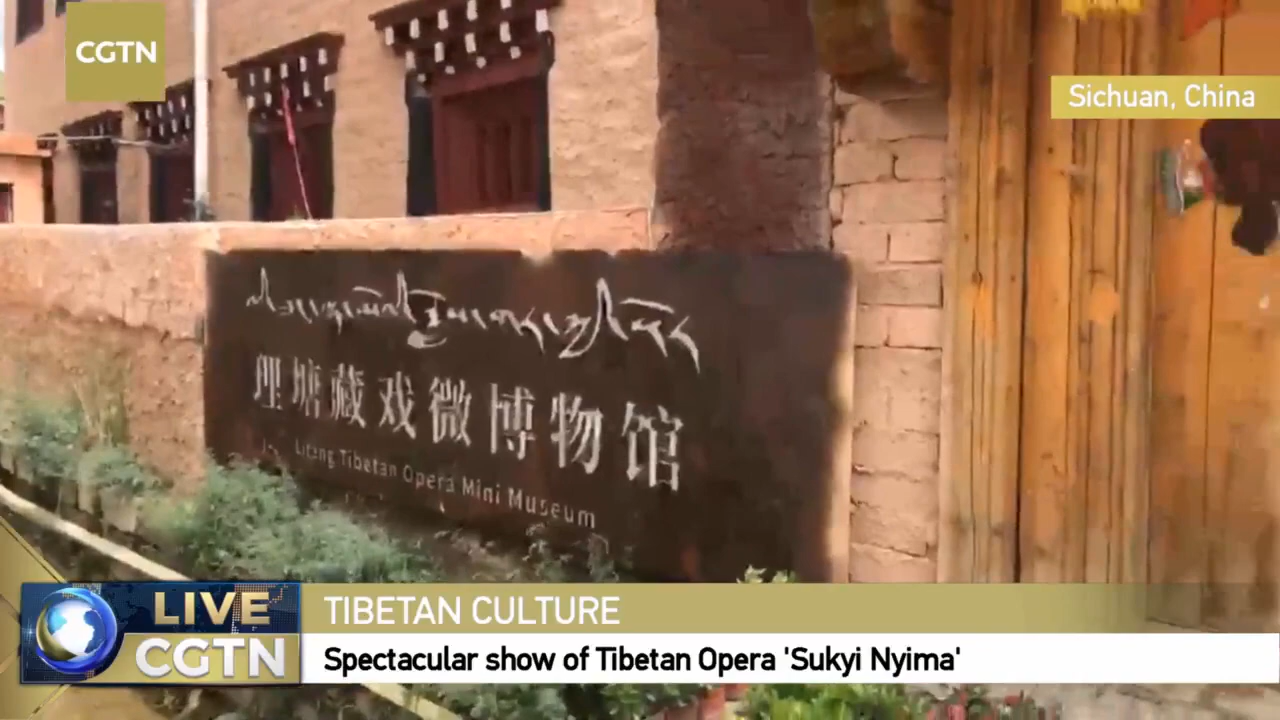 CGTN
Sichuan, China
理塘藏戏微博物馆
Litang Tibetan Opera Mini Museum
LIVE
CGTN
TIBETAN CULTURE
Spectacular show of Tibetan Opera 'Sukyi Nyima'